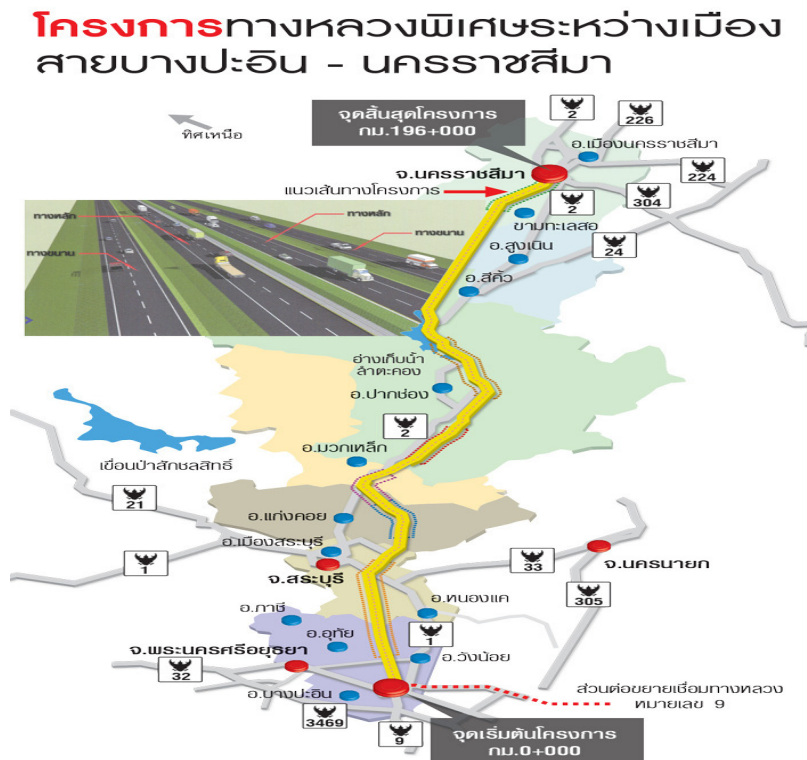 โครงการทางหลวงพิเศษระหว่างเมือง
สายบางปะอิน - นครราชสีมา
ทิศเหนือ
จุดสิ้นสุดโครงการ
กม.196+000
2
226
อ.เมืองนครราชสีมา
จ.นครราชสีมา
224
แนวเส้นทางโครงการ
2
304
ขามทะเลสอ
ทางหลัก
ทางหลัก
ทางขนาน
ทางขนาน
อ.สูงเนิน
24
อ.สีคิ้ว
อ่างเก็บน้ำ
ลำตะคอง
อ.ปากช่อง
2
อ.มวกเหล็ก
เขื่อนป่าสักชลสิทธิ์
21
อ.แก่งคอย
อ.เมืองสระบุรี
1
จ.สระบุรี
33
จ.นครนายก
305
อ.หนองแค
อ.ภาชี
อ.อุทัย
1
จ.พระนครศรีอยุธยา
อ.วังน้อย
32
อ.บางปะอิน
ส่วนต่อขยายเชื่อมทางหลวง
หมายเลข 9
3469
9
จุดเริ่มต้นโครงการ
กม.0+000